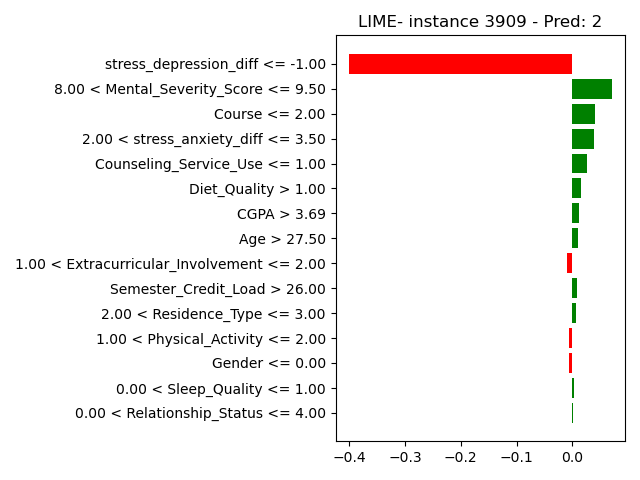 LIME- instance 3909 - Pred: 2
stress_depression_diff <= -1.00
8.00 < Mental_Severity_Score <= 9.50
Course <= 2.00
2.00 < stress_anxiety_diff <= 3.50
Counseling_Service_Use <= 1.00
Diet_Quality > 1.00
CGPA > 3.69
Age > 27.50
1.00 < Extracurricular_Involvement <= 2.00
Semester_Credit_Load > 26.00
2.00 < Residence_Type <= 3.00
1.00 < Physical_Activity <= 2.00
Gender <= 0.00
0.00 < Sleep_Quality <= 1.00
0.00 < Relationship_Status <= 4.00
−0.4 −0.3 −0.2 −0.1 0.0